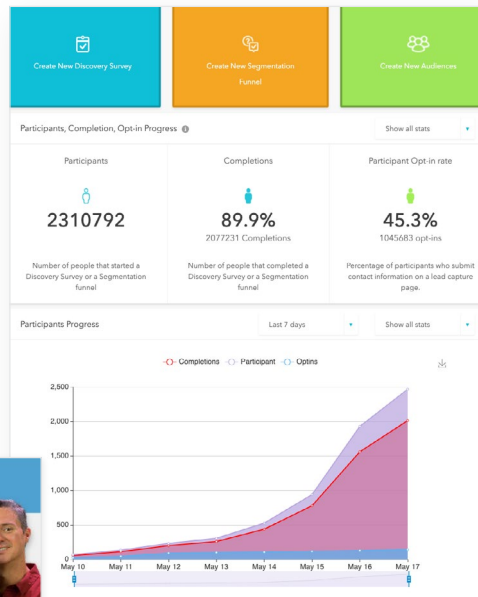 Create New Discovery Survey
Create New Segmentation
Funnel
Create New Audiences
Participants, Completion, Opt-in Progress
Show all stats
Participants
Completions
Participant Opt-in rate
2310792
89.9%
45.3%
2077231 Completions
1045683 opt-ins
Number of people that started a
Discovery Survey or a Segmentation
funnel
Number of people that completed a
Discovery Survey or a Segmentation
funnel
Percentage of participants who submit
contact information on a lead capture
page.
Participants Progress
Last 7 days
Show all stats
Completions
Participant
Optins
2,500
2,000
1,500
1,000
500
0
May 10
May 11
May 12
May 13
May 14
May 15
May 16
May 17